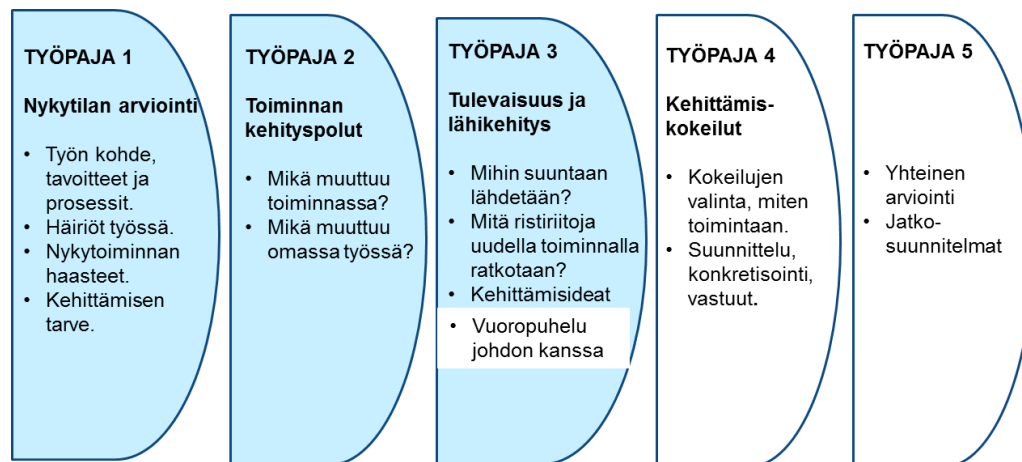 TYÖPAJA 1
Nykytilan arviointi
• Työn kohde,
tavoitteet ja
prosessit.
• Häiriöt työssä.
• Nykytoiminnan
haasteet.
• Kehittämisen
tarve.
TYÖPAJA 2
Toiminnan
kehityspolut
• Mikä muuttuu
toiminnassa?
• Mikä muuttuu
omassa työssä?
TYÖPAJA 3
Tulevaisuus ja
lähikehitys
• Mihin suuntaan
lähdetään?
• Mitä ristiriitoja
uudella toiminnalla
ratkotaan?
• Kehittämisideat
• Vuoropuhelu
johdon kanssa
TYÖPAJA 4
Kehittämis-
kokeilut
• Kokeilujen
valinta, miten
toimintaan.
• Suunnittelu,
konkretisointi,
vastuut.
TYÖPAJA 5
• Yhteinen
arviointi
• Jatko-
suunnitelmat